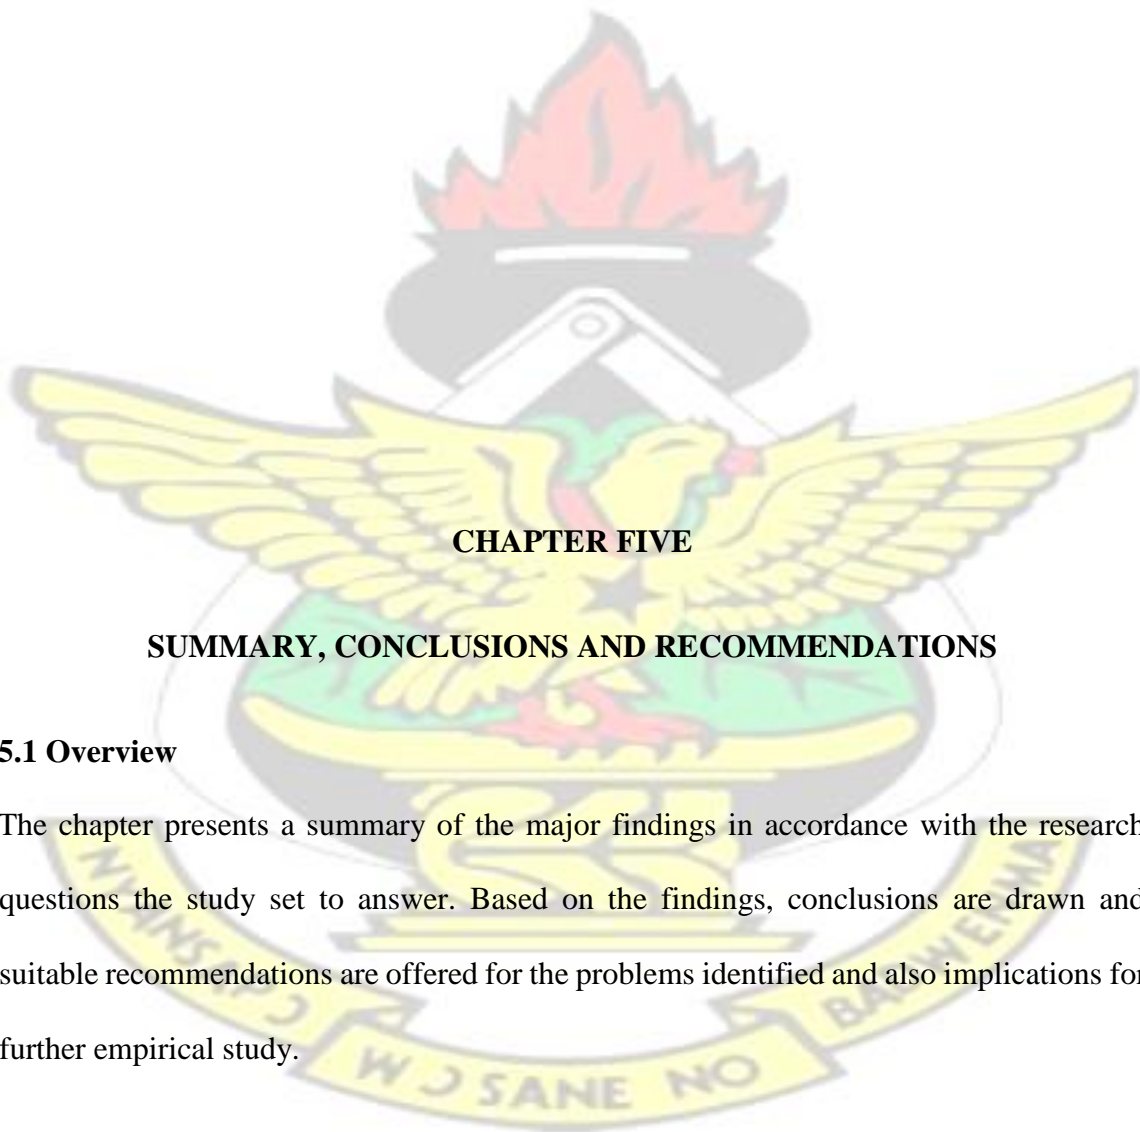 CHAPTER FIVE
SUMMARY, CONCLUSIONS AND RECOMMENDATIONS
5.1 Overview
The chapter presents a summary of the major findings in accordance with the research
questions the study set to answer. Based on the findings, conclusions are drawn and
suitable recommendations are offered for the problems identified and also implications for
further empirical study.
W Ɔ SANE NO
BADWENMA